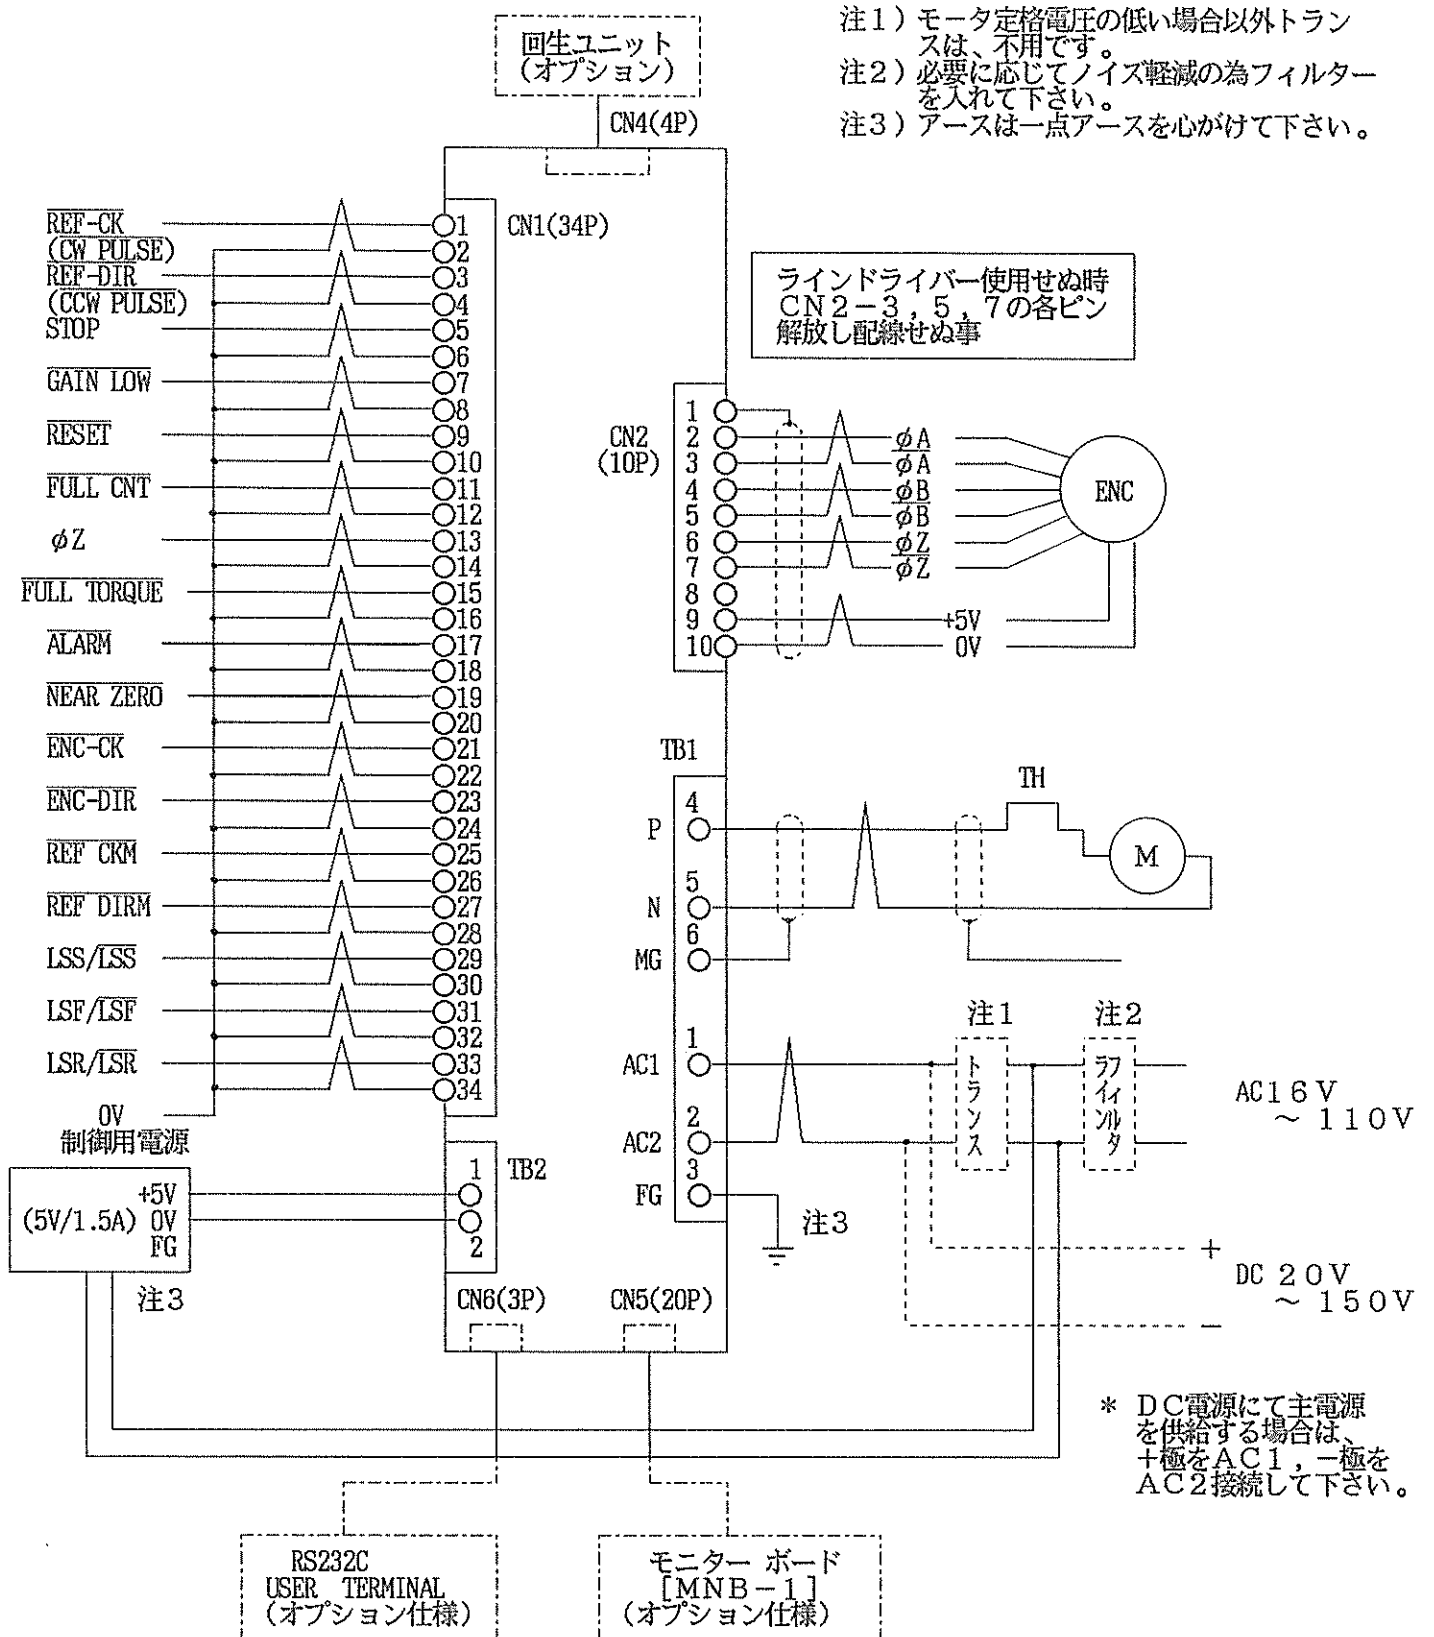 回生ユニット
(オプション)
CN4(4P)
注1) モータ定格電圧の低い場合以外トラン
スは、不用です。
注2) 必要に応じてノイズ軽減の為フィルター
を入れて下さい。
注3) アースは一点アースを心がけて下さい。
CN1(34P)
REF-CK
(CW PULSE)
REF-DIR
(CCW PULSE)
STOP
GAIN LOW
RESET
FULL CNT
φZ
FULL TORQUE
ALARM
NEAR ZERO
ENC-CK
ENC-DIR
REF CKM
REF DIRM
LSS/LSS
LSF/LSF
LSR/LSR
0V
1
2
3
4
5
6
7
8
9
10
11
12
13
14
15
16
17
18
19
20
21
22
23
24
25
26
27
28
29
30
31
32
33
34
ラインドライバー使用せぬ時
CN2-3,5,7の各ピン
解放し配線せぬ事
CN2
(10P)
1
2 φA
3 φA
4 φB
5 φB
6 φZ
7 φZ
8
9 +5V
10 0V
ENC
TB1
TH
4
P
M
5
N
6
MG
注1 注2
1
AC1
トランス
フィルタ
ライン
AC16V
~110V
2
AC2
3
FG
注3
+
DC 20V
~150V
-
制御用電源
+5V
(5V/1.5A) 0V
FG
注3
1 TB2
2
CN6(3P) CN5(20P)
* DC電源にて主電源
を供給する場合は、
+極をAC1,-極を
AC2接続して下さい。
RS232C
USER TERMINAL
(オプション仕様)
モニター ボード
[MNB-1]
(オプション仕様)